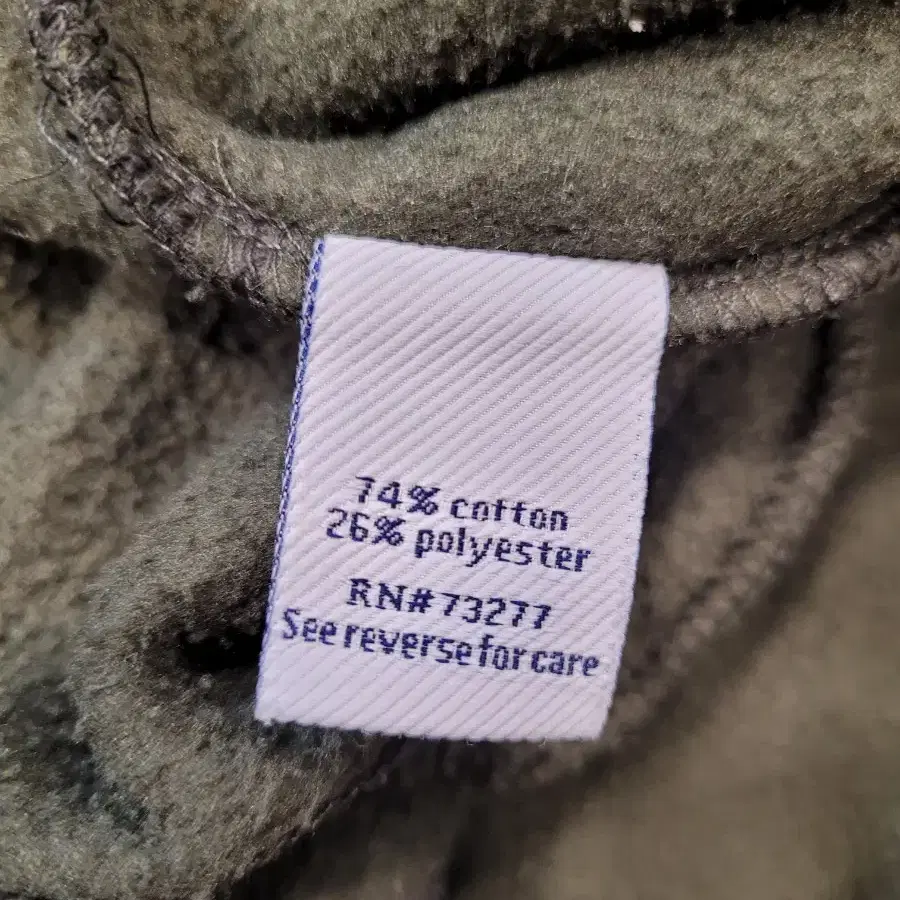 74% cotton
26% polyester
RN#73277
See reverse for care